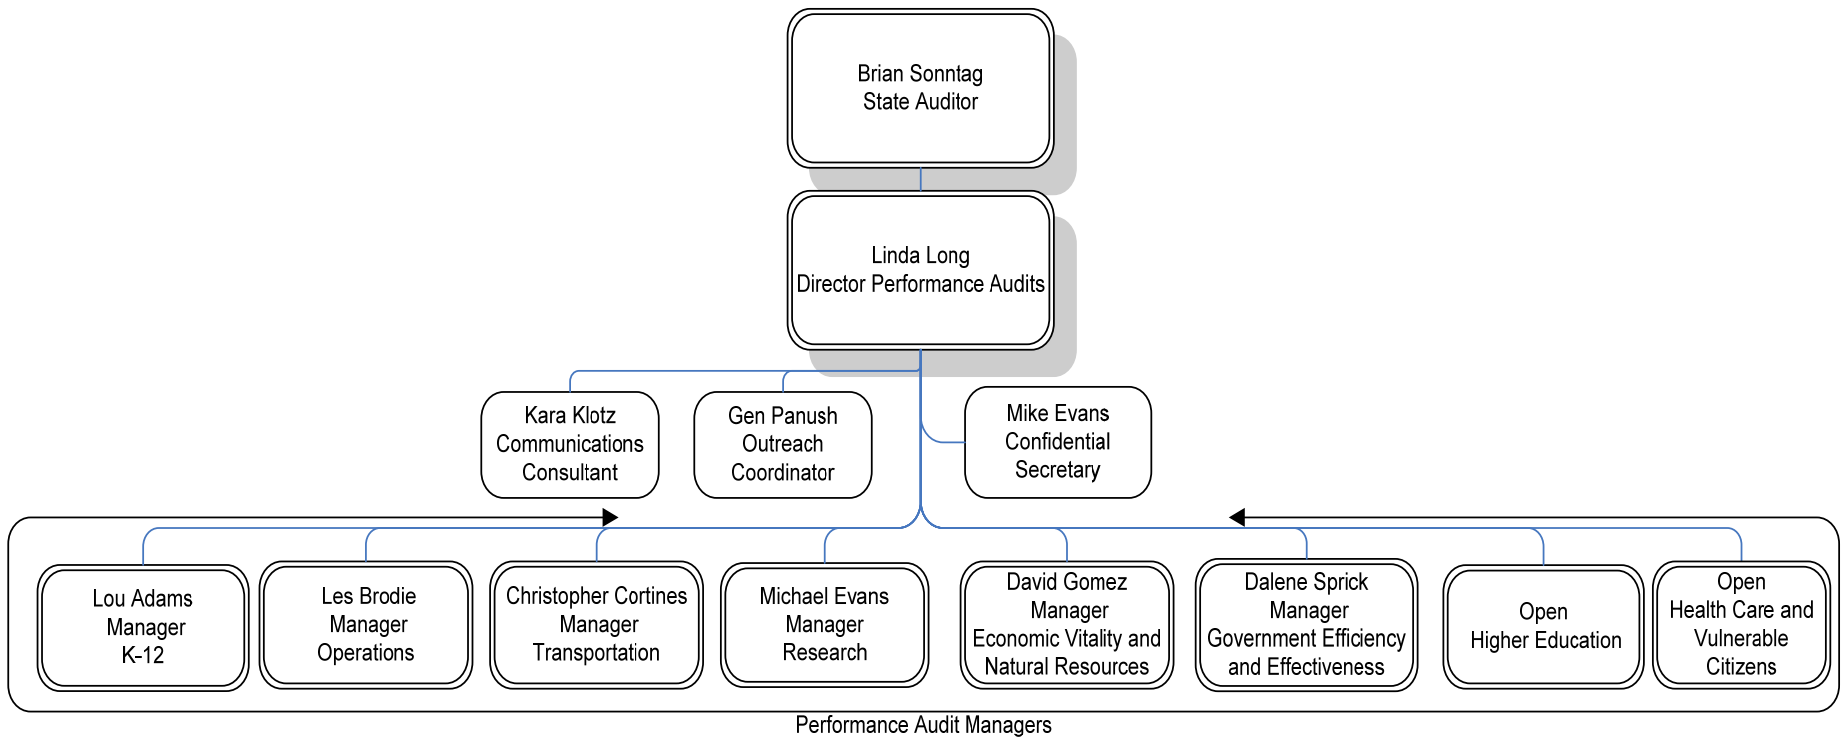 Brian Sonntag
State Auditor
Linda Long
Director Performance Audits
Kara Klotz
Communications
Consultant
Gen Panush
Outreach
Coordinator
Mike Evans
Confidential
Secretary
Lou Adams
Manager
K-12
Les Brodie
Manager
Operations
Christopher Cortines
Manager
Transportation
Michael Evans
Manager
Research
David Gomez
Manager
Economic Vitality and
Natural Resources
Dalene Sprick
Manager
Government Efficiency
and Effectiveness
Open
Higher Education
Open
Health Care and
Vulnerable
Citizens
Performance Audit Managers